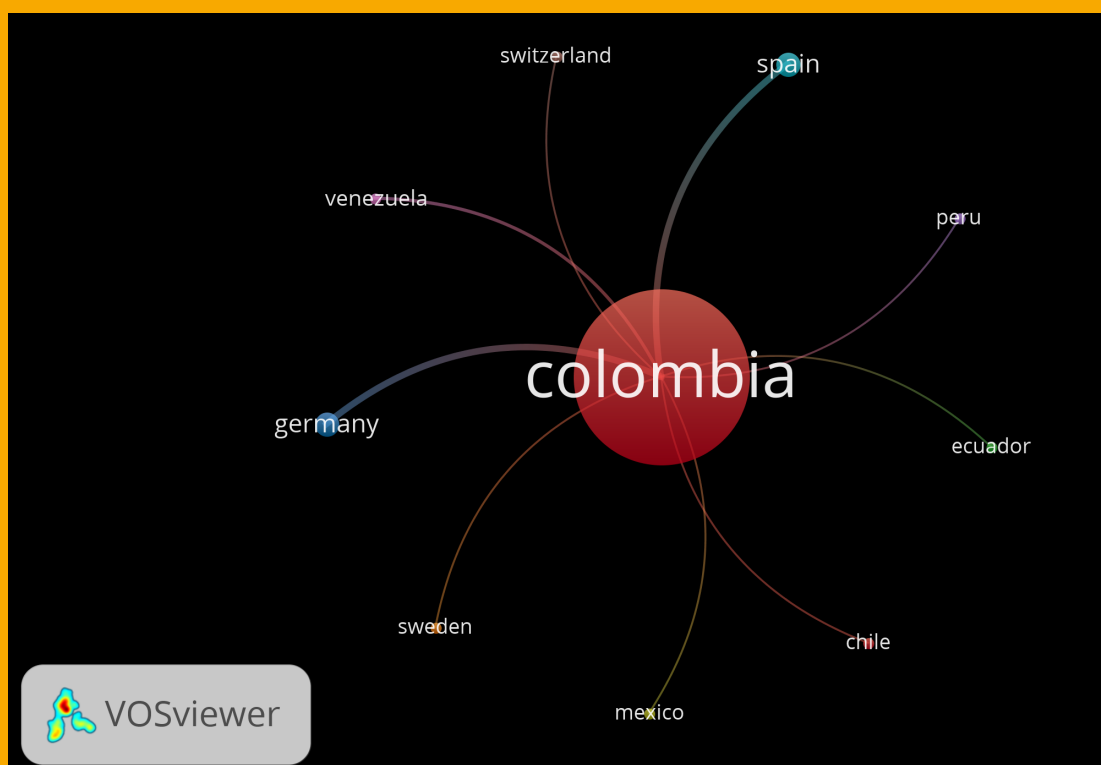 switzerland
spain
venezuela
peru
colombia
germany
ecuador
sweden
chile
mexico
VOSviewer